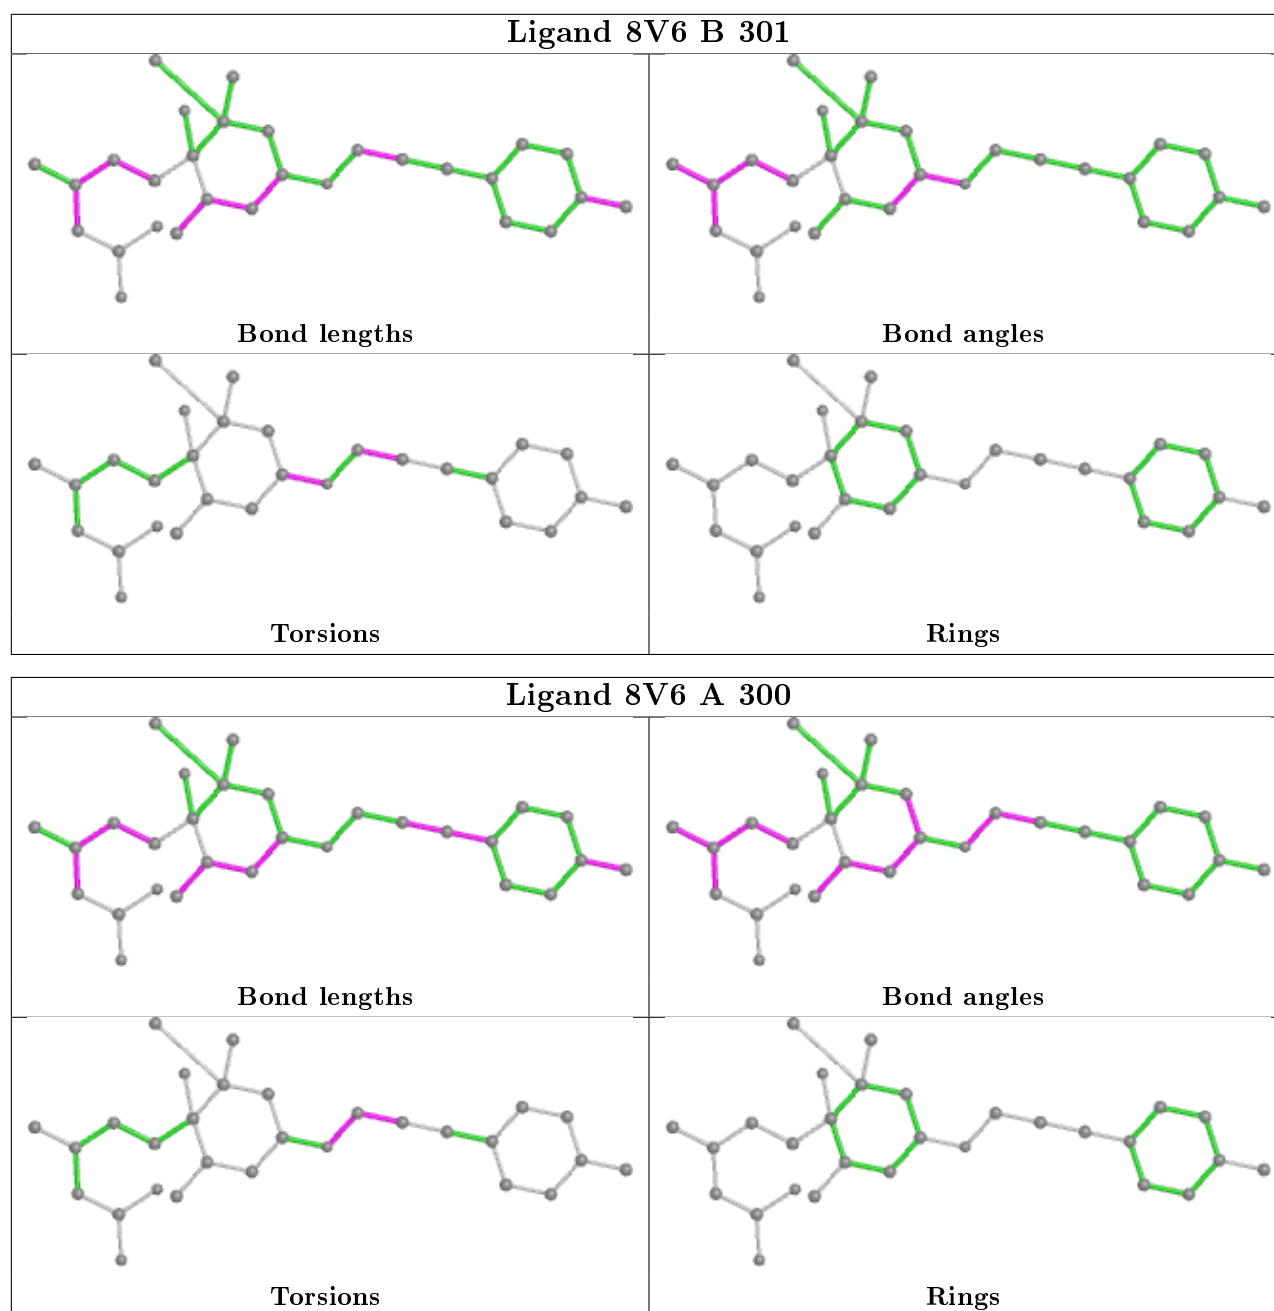 Ligand 8V6 B 301
Bond lengths
Bond angles
Torsions
Rings
Ligand 8V6 A 300
Bond lengths
Bond angles
Torsions
Rings